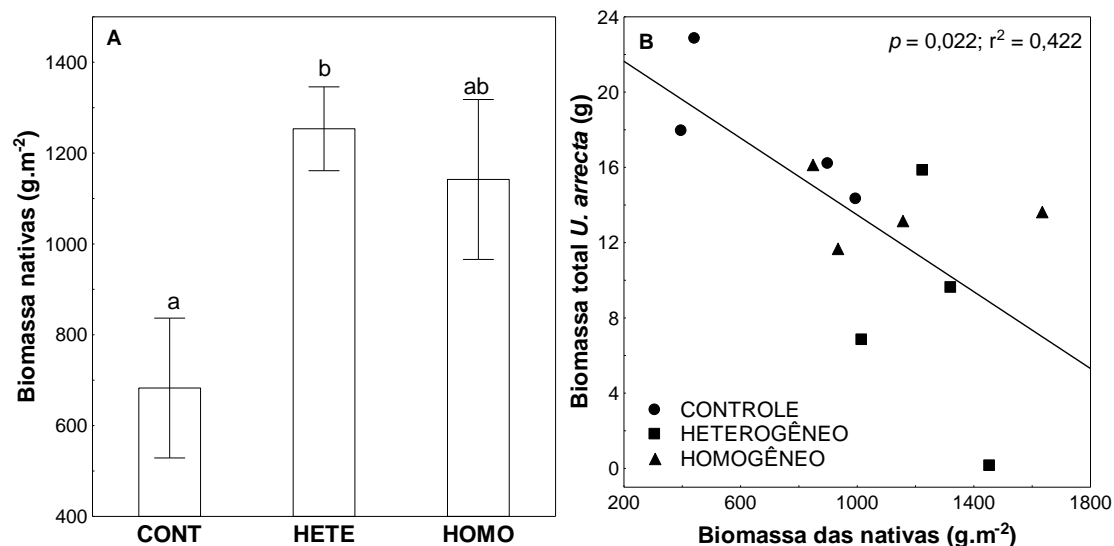 A
Biomassa nativas (g.m-2)
1400
1200
1000
800
600
400
a
b
ab
CONT HETE HOMO
B
p = 0,022; r2 = 0,422
Biomassa total U. arrecta (g)
24
20
16
12
8
4
0
CONTROLE
HETEROGÊNEO
HOMOGÊNEO
200 600 1000 1400 1800
Biomassa das nativas (g.m-2)